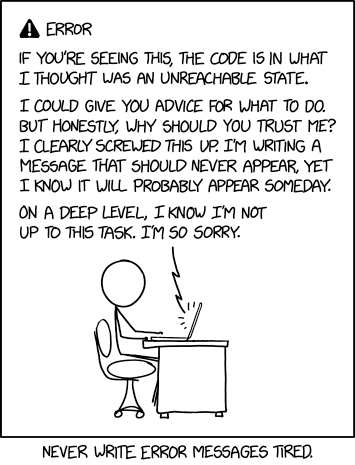 ERROR
IF YOU'RE SEEING THIS, THE CODE IS IN WHAT
I THOUGHT WAS AN UNREACHABLE STATE.
I COULD GIVE YOU ADVICE FOR WHAT TO DO.
BUT HONESTLY, WHY SHOULD YOU TRUST ME?
I CLEARLY SCREWED THIS UP. I'M WRITING A
MESSAGE THAT SHOULD NEVER APPEAR, YET
I KNOW IT WILL PROBABLY APPEAR SOMEDAY.
ON A DEEP LEVEL, I KNOW I'M NOT
UP TO THIS TASK. I'M SO SORRY.
NEVER WRITE ERROR MESSAGES TIRED.